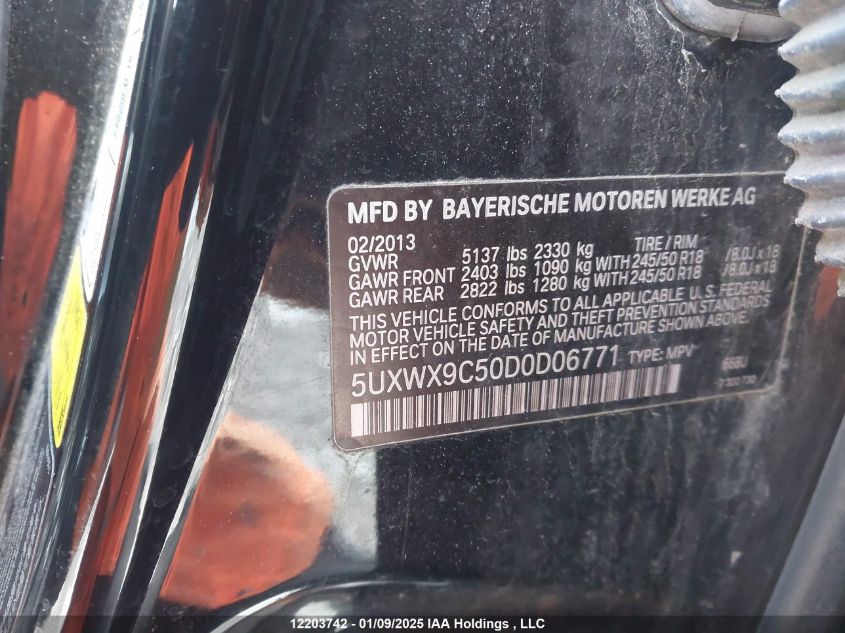 MFD BY BAYERISCHE MOTOREN WERKE AG
02/2013 TIRE / RIM
GVWR 5137 lbs 2330 kg
GAWR FRONT 2403 lbs 1090 kg WITH 245/50 R18 /8.0J x 18
GAWR REAR 2822 lbs 1280 kg WITH 245/50 R18 /8.0J x 18
THIS VEHICLE CONFORMS TO ALL APPLICABLE U.S. FEDERAL
MOTOR VEHICLE SAFETY AND THEFT PREVENTION STANDARDS
IN EFFECT ON THE DATE OF MANUFACTURE SHOWN ABOVE.
5UXWX9C50D0D06771 TYPE: MPV
12203742 - 01/09/2025 IAA Holdings , LLC